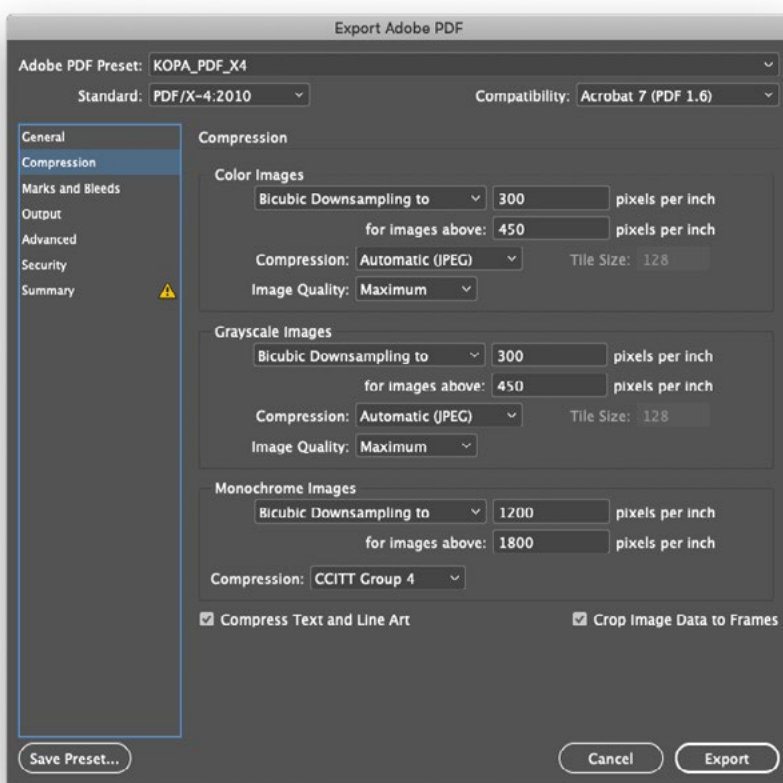 Export Adobe PDF
Adobe PDF Preset: KOPA_PDF_X4
Standard: PDF/X-4:2010 Compatibility: Acrobat 7 (PDF 1.6)
General
Compression
Marks and Bleeds
Output
Advanced
Security
Summary
Compression
Color Images
Bicubic Downsampling to 300 pixels per inch
for images above: 450 pixels per inch
Compression: Automatic (JPEG) Tile Size: 128
Image Quality: Maximum
Grayscale Images
Bicubic Downsampling to 300 pixels per inch
for images above: 450 pixels per inch
Compression: Automatic (JPEG) Tile Size: 128
Image Quality: Maximum
Monochrome Images
Bicubic Downsampling to 1200 pixels per inch
for images above: 1800 pixels per inch
Compression: CCITT Group 4
Compress Text and Line Art Crop Image Data to Frames
Save Preset... Cancel Export